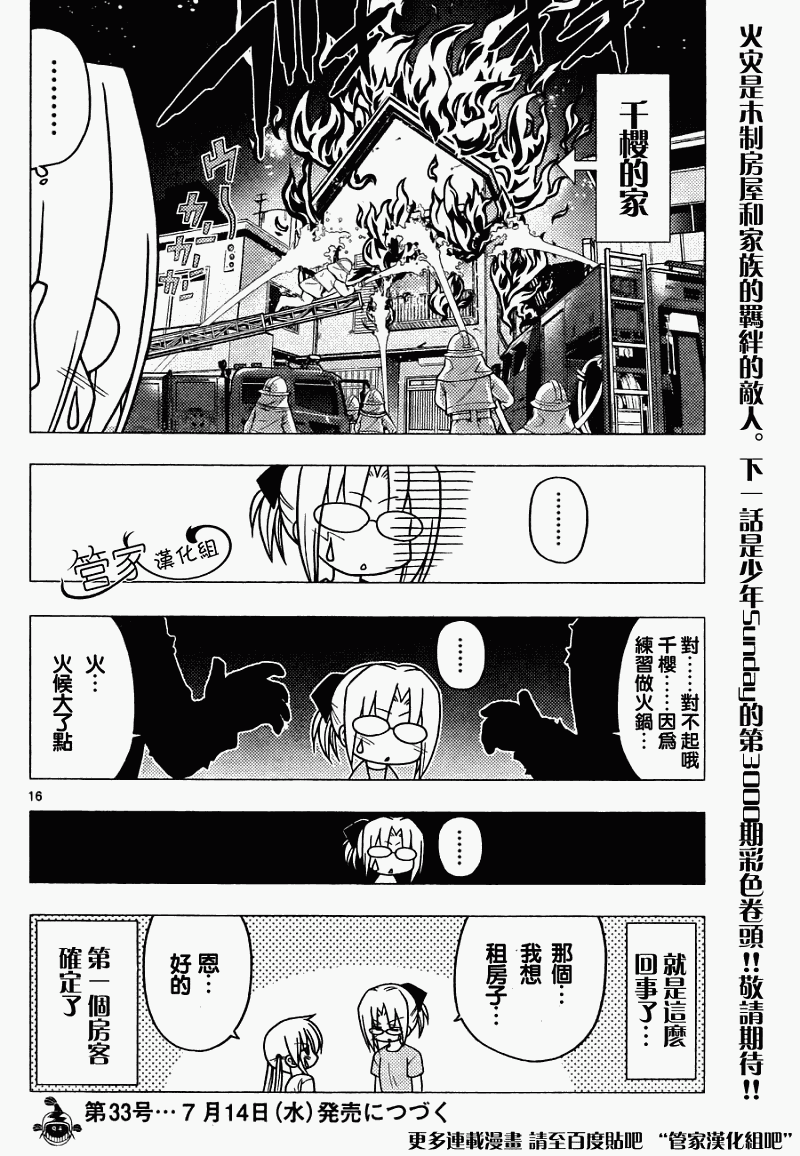 火灾是木制房屋和家族的羈絆的敵人。下一話是少年Sunday的第3000期彩色卷頭!!敬請期待!!
千櫻的家
………
カン
カン
カン
………
管家漢化組
對……對不起哦
千櫻……因為
練習做火鍋…
……
火…
火候大了點
16
……
就是這麼
回事了…
那個…
我想
租房子…
恩…
好的
第一個房客
確定了
第33号…7月14日(水)発売につづく
更多連載漫畫 請至百度貼吧 “管家漢化組吧”